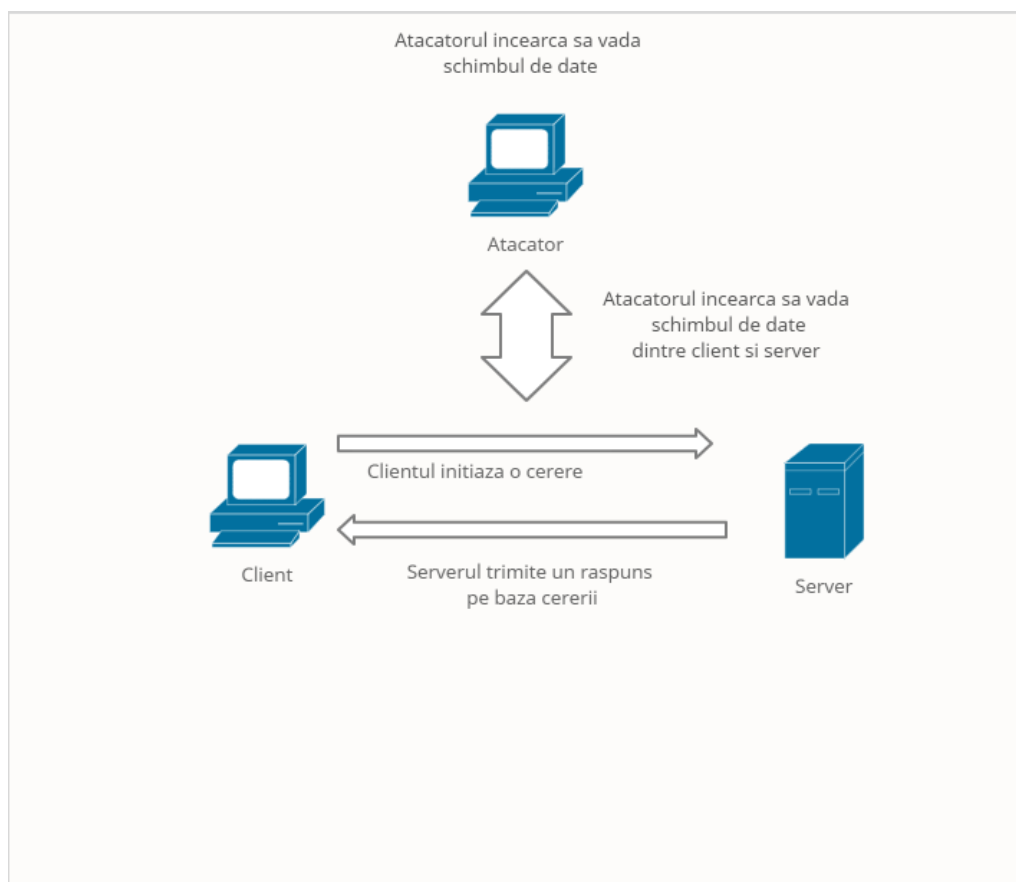 Atacatorul incearca sa vada
schimbul de date
Atacator
Atacatorul incearca sa vada
schimbul de date
dintre client si server
Clientul initiaza o cerere
Client
Serverul trimite un raspuns
pe baza cererii
Server